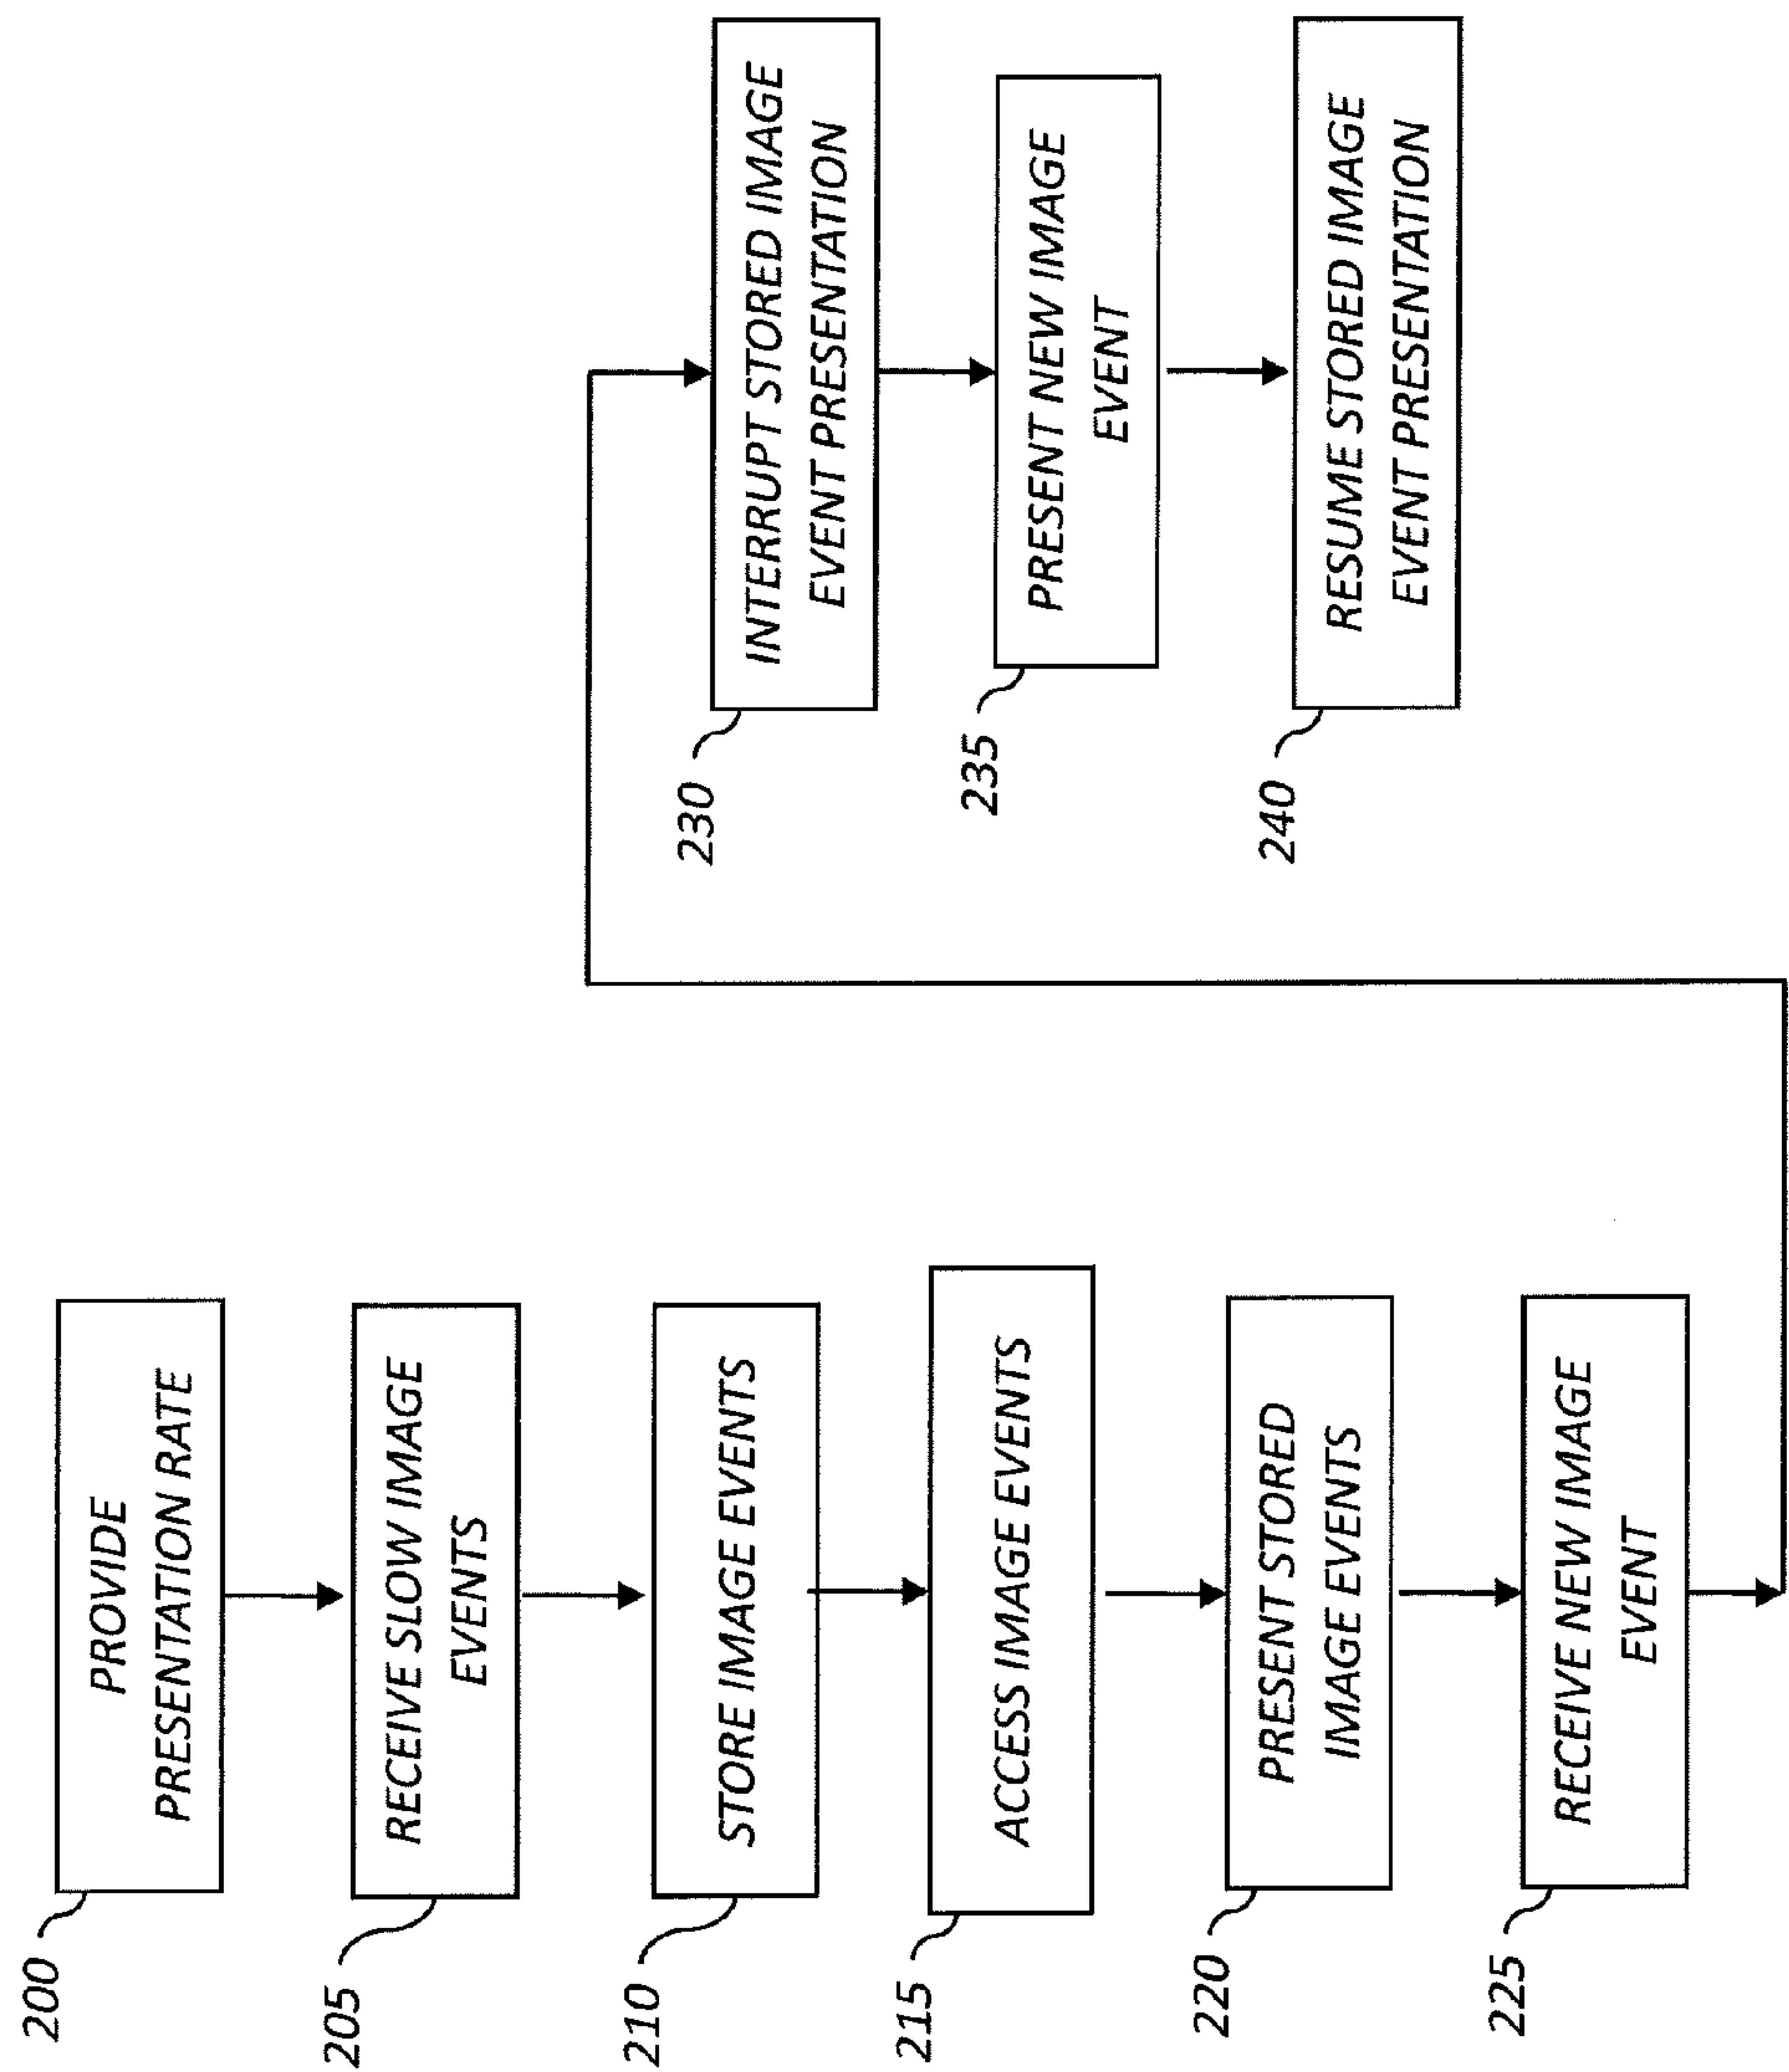 200
PROVIDE
PRESENTATION RATE
205
RECEIVE SLOW IMAGE
EVENTS
210
STORE IMAGE EVENTS
215
ACCESS IMAGE EVENTS
220
PRESENT STORED
IMAGE EVENTS
225
RECEIVE NEW IMAGE
EVENT
230
INTERRUPT STORED IMAGE
EVENT PRESENTATION
235
PRESENT NEW IMAGE
EVENT
240
RESUME STORED IMAGE
EVENT PRESENTATION